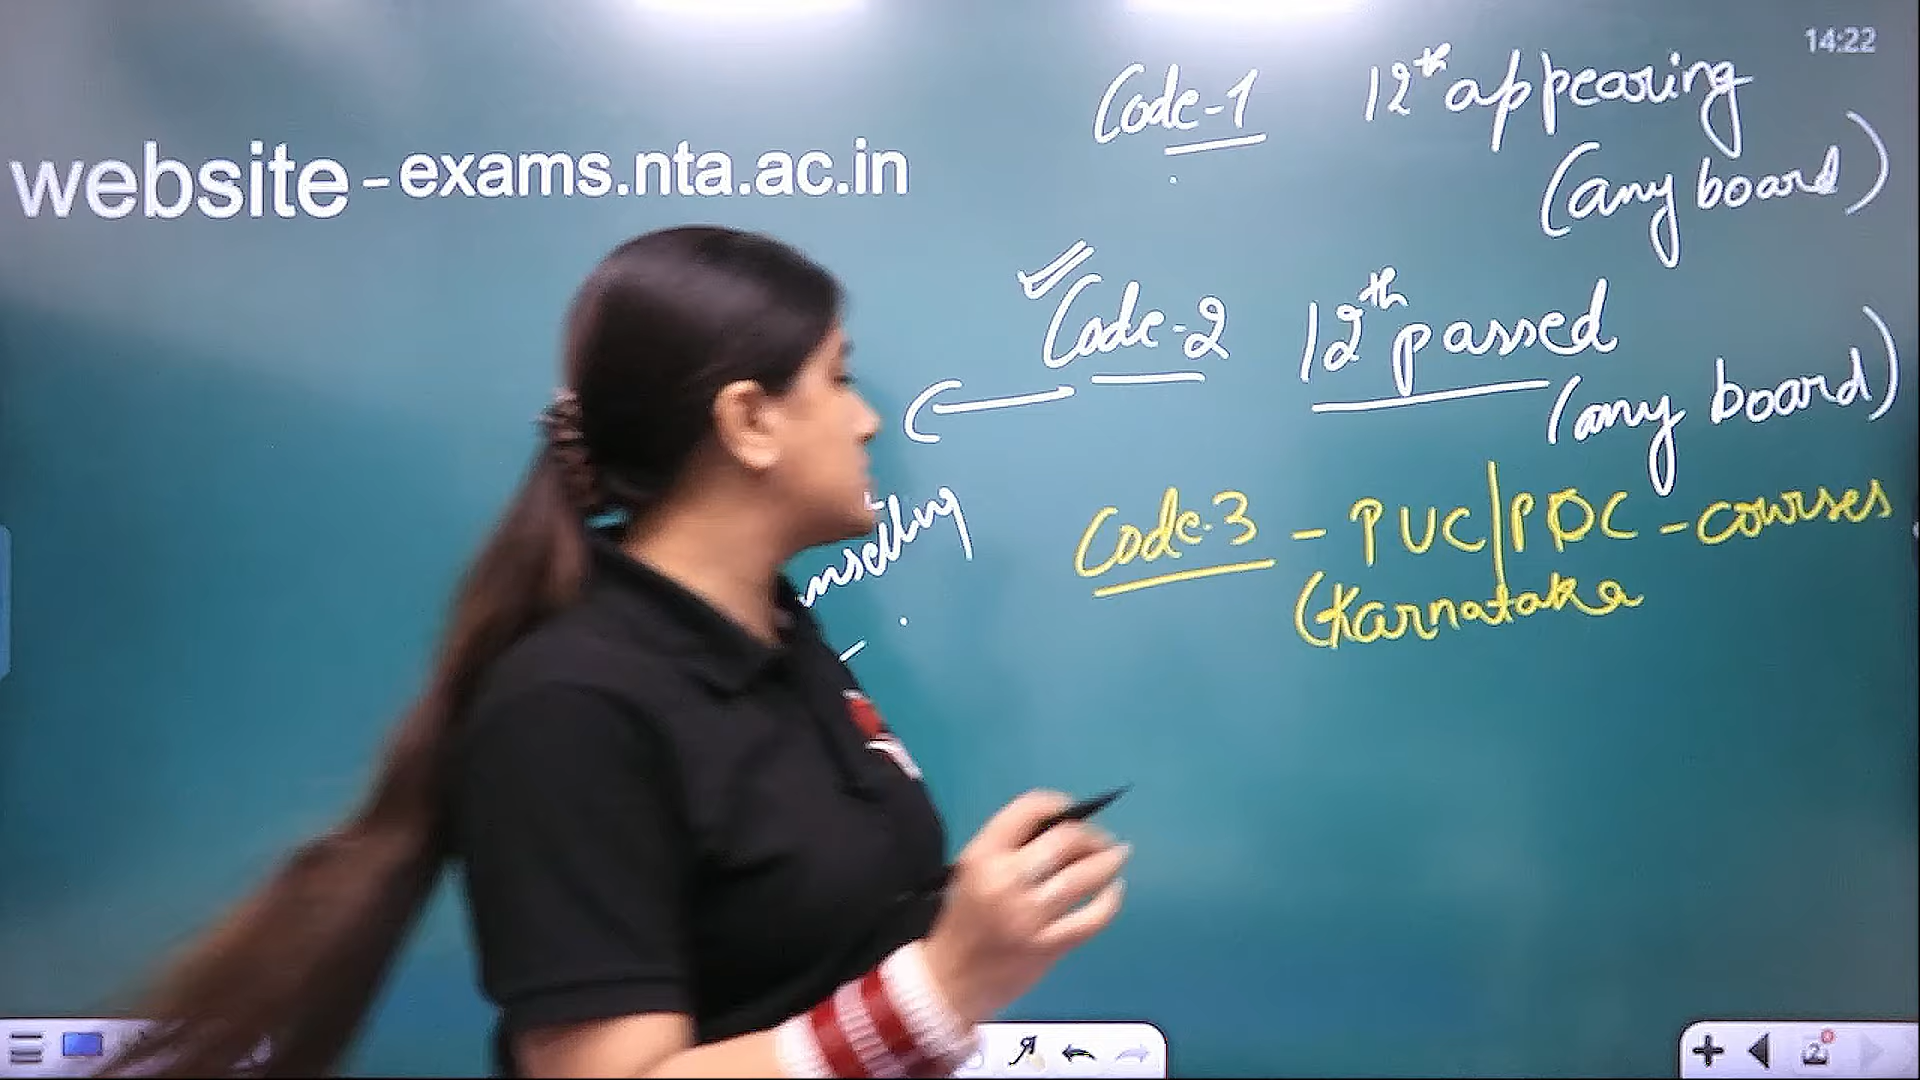 14:22
website - exams.nta.ac.in
Code-1 12th appearing
(any board)
Code-2 12th passed
(any board)
Code-3 - PUC/PDC - courses
(Karnataka